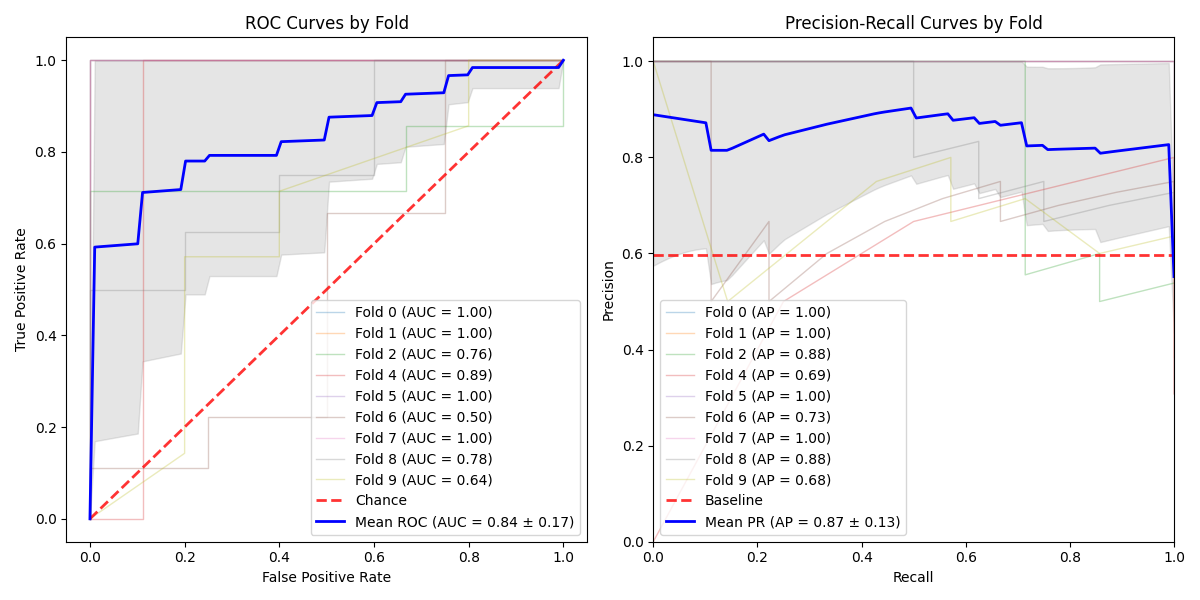 ROC Curves by Fold
True Positive Rate
1.0
0.8
0.6
0.4
0.2
0.0
0.0 0.2 0.4 0.6 0.8 1.0
False Positive Rate
Fold 0 (AUC = 1.00)
Fold 1 (AUC = 1.00)
Fold 2 (AUC = 0.76)
Fold 4 (AUC = 0.89)
Fold 5 (AUC = 1.00)
Fold 6 (AUC = 0.50)
Fold 7 (AUC = 1.00)
Fold 8 (AUC = 0.78)
Fold 9 (AUC = 0.64)
Chance
Mean ROC (AUC = 0.84 ± 0.17)
Precision-Recall Curves by Fold
Precision
1.0
0.8
0.6
0.4
0.2
0.0
0.0 0.2 0.4 0.6 0.8 1.0
Recall
Fold 0 (AP = 1.00)
Fold 1 (AP = 1.00)
Fold 2 (AP = 0.88)
Fold 4 (AP = 0.69)
Fold 5 (AP = 1.00)
Fold 6 (AP = 0.73)
Fold 7 (AP = 1.00)
Fold 8 (AP = 0.88)
Fold 9 (AP = 0.68)
Baseline
Mean PR (AP = 0.87 ± 0.13)